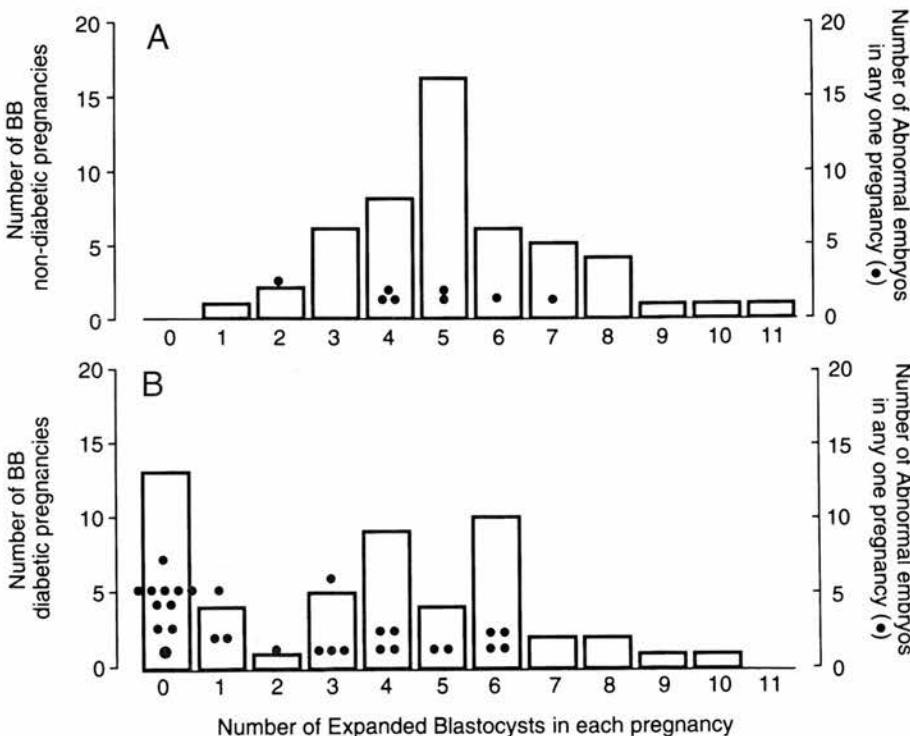 A
Number of BB
non-diabetic pregnancies
20
15
10
5
0
0 1 2 3 4 5 6 7 8 9 10 11
20
15
10
5
0
Number of Abnormal embryos
in any one pregnancy (●)
B
Number of BB
diabetic pregnancies
20
15
10
5
0
0 1 2 3 4 5 6 7 8 9 10 11
20
15
10
5
0
Number of Abnormal embryos
in any one pregnancy (●)
Number of Expanded Blastocysts in each pregnancy